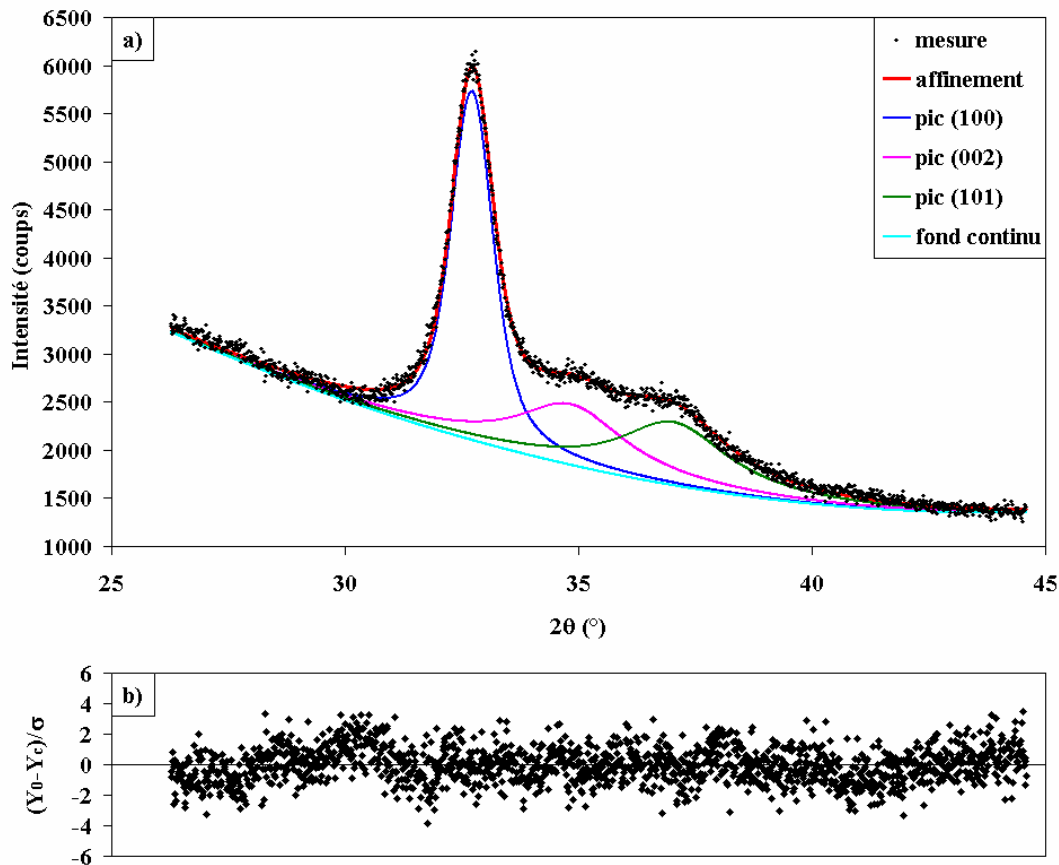 a)
6500
6000
5500
5000
4500
4000
3500
3000
2500
2000
1500
1000
Intensité (coups)
mesure
affinement
pic (100)
pic (002)
pic (101)
fond continu
25 30 35 40 45
2θ (°)
b)
6
4
2
0
-2
-4
-6
(Y0-Yc)/σ